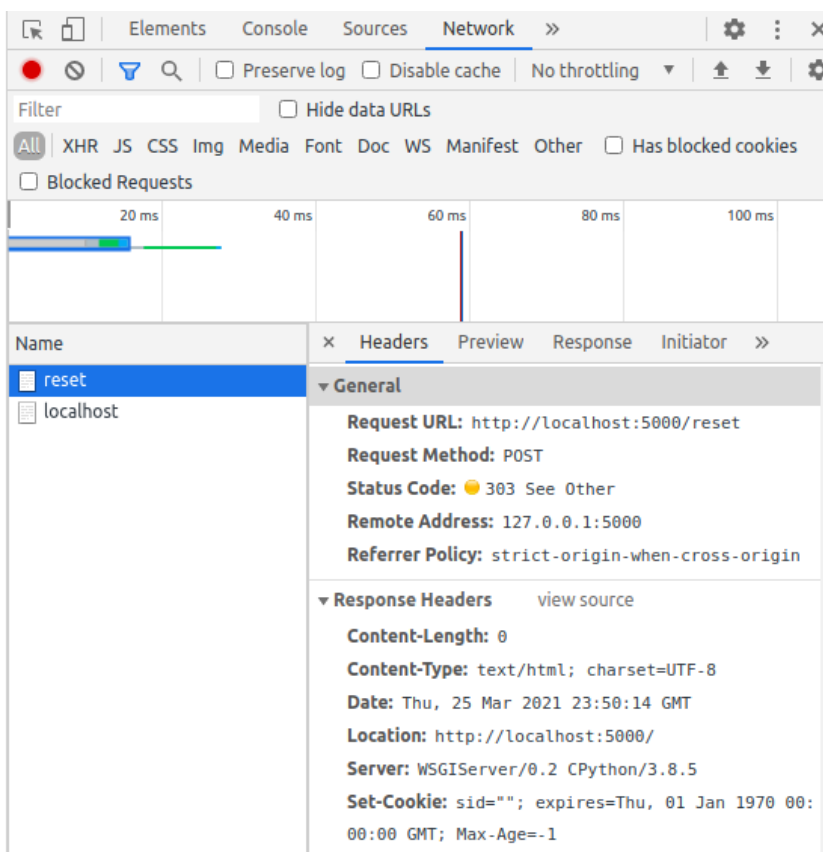 Elements Console Sources Network »
Preserve log Disable cache No throttling ▼
Filter Hide data URLs
All XHR JS CSS Img Media Font Doc WS Manifest Other Has blocked cookies
Blocked Requests
20 ms 40 ms 60 ms 80 ms 100 ms
Name
reset
localhost
× Headers Preview Response Initiator »
▼ General
Request URL: http://localhost:5000/reset
Request Method: POST
Status Code: 303 See Other
Remote Address: 127.0.0.1:5000
Referrer Policy: strict-origin-when-cross-origin
▼ Response Headers view source
Content-Length: 0
Content-Type: text/html; charset=UTF-8
Date: Thu, 25 Mar 2021 23:50:14 GMT
Location: http://localhost:5000/
Server: WSGIServer/0.2 CPython/3.8.5
Set-Cookie: sid=""; expires=Thu, 01 Jan 1970 00:
00:00 GMT; Max-Age=-1